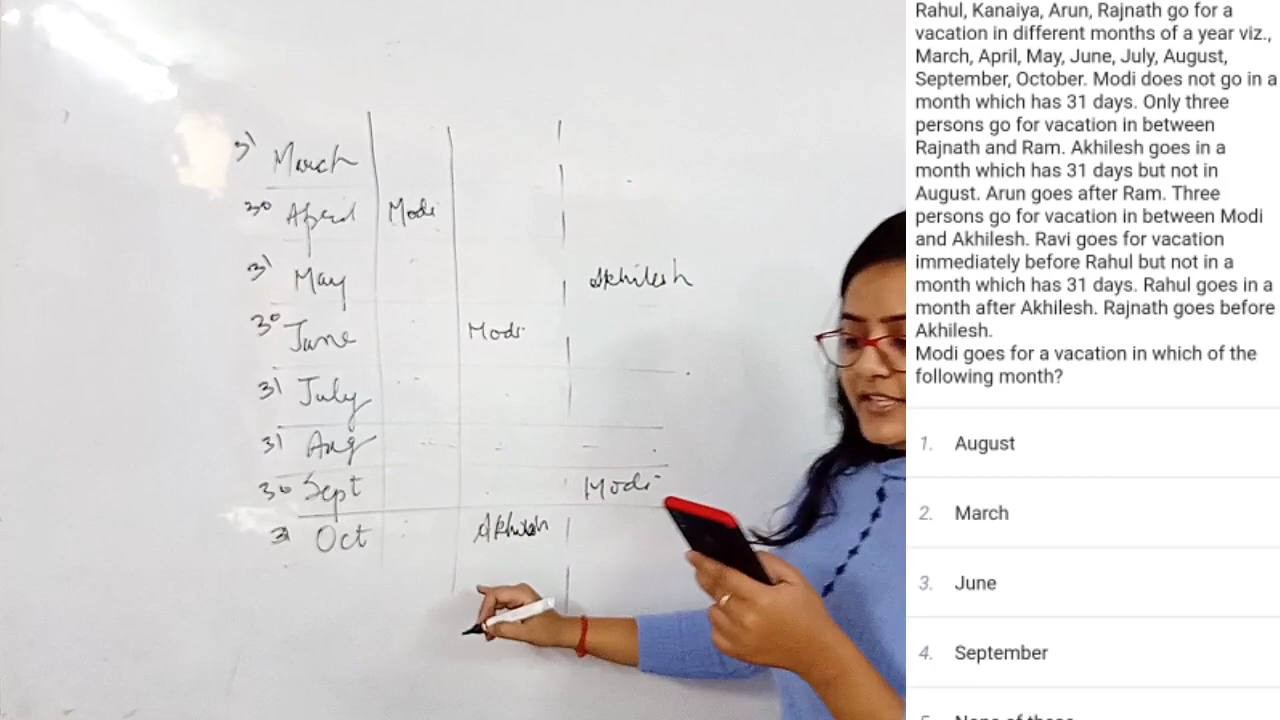 31 March
30 April Modi
31 May Akhilesh
30 June Modi
31 July
31 Aug
30 Sept Modi
31 Oct Akhilesh
Rahul, Kanaiya, Arun, Rajnath go for a
vacation in different months of a year viz.,
March, April, May, June, July, August,
September, October. Modi does not go in a
month which has 31 days. Only three
persons go for vacation in between
Rajnath and Ram. Akhilesh goes in a
month which has 31 days but not in
August. Arun goes after Ram. Three
persons go for vacation in between Modi
and Akhilesh. Ravi goes for vacation
immediately before Rahul but not in a
month which has 31 days. Rahul goes in a
month after Akhilesh. Rajnath goes before
Akhilesh.
Modi goes for a vacation in which of the
following month?
1. August
2. March
3. June
4. September
5. None of these